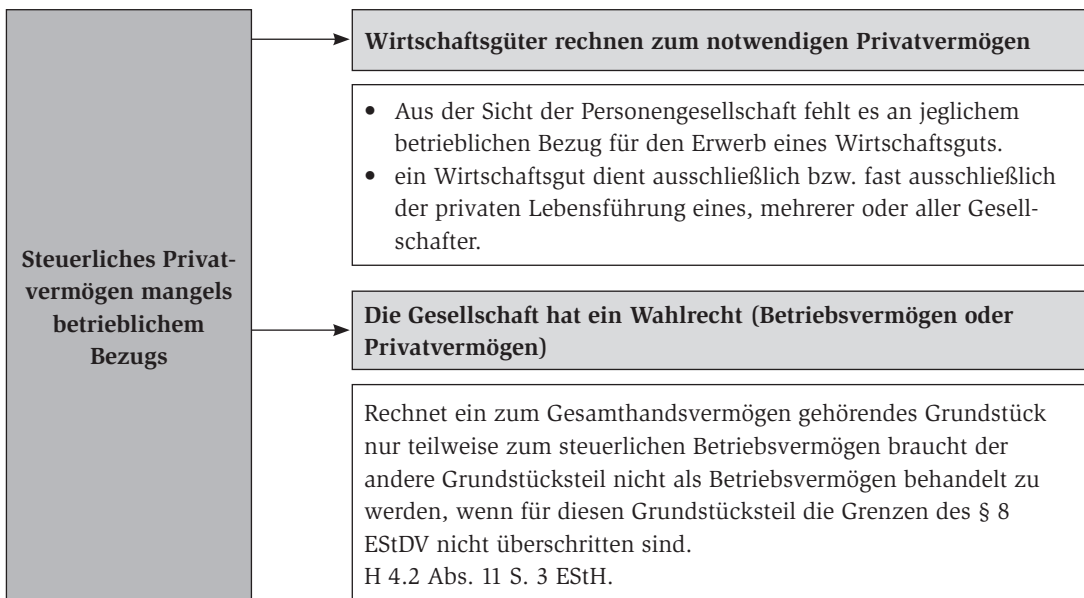 Steuerliches Privat-
vermögen mangels
betrieblichem
Bezugs
Wirtschaftsgüter rechnen zum notwendigen Privatvermögen
• Aus der Sicht der Personengesellschaft fehlt es an jeglichem
betrieblichen Bezug für den Erwerb eines Wirtschaftsguts.
• ein Wirtschaftsgut dient ausschließlich bzw. fast ausschließlich
der privaten Lebensführung eines, mehrerer oder aller Gesell-
schafter.
Die Gesellschaft hat ein Wahlrecht (Betriebsvermögen oder
Privatvermögen)
Rechnet ein zum Gesamthandsvermögen gehörendes Grundstück
nur teilweise zum steuerlichen Betriebsvermögen braucht der
andere Grundstücksteil nicht als Betriebsvermögen behandelt zu
werden, wenn für diesen Grundstücksteil die Grenzen des § 8
EStDV nicht überschritten sind.
H 4.2 Abs. 11 S. 3 EStH.